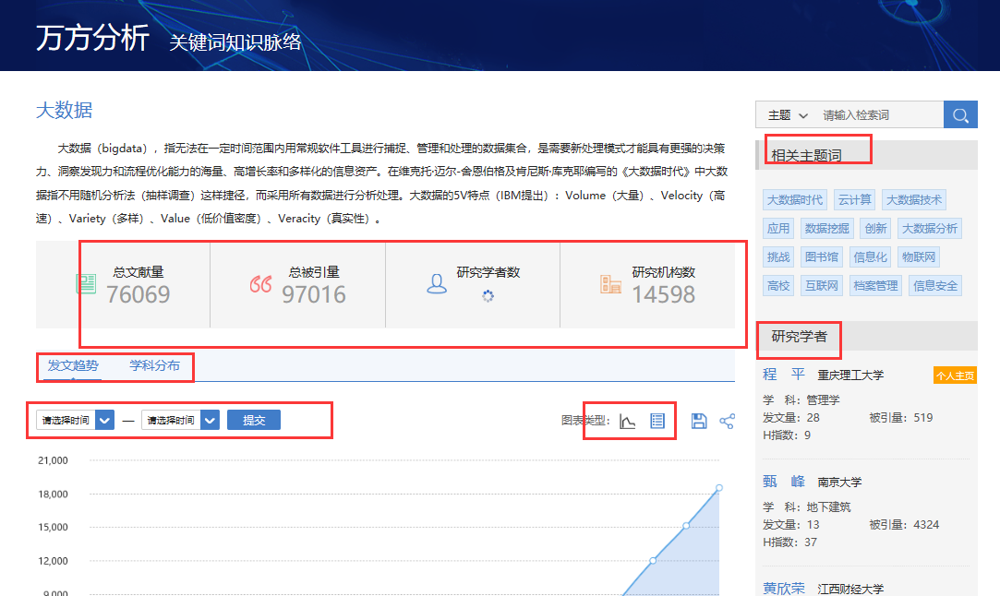 万方分析 关键词知识脉络
大数据
大数据（bigdata），指无法在一定时间范围内用常规软件工具进行捕捉、管理和处理的数据集合，是需要新处理模式才能具有更强的决策
力、洞察发现力和流程优化能力的海量、高增长率和多样化的信息资产。在维克托·迈尔-舍恩伯格及肯尼斯·库克耶编写的《大数据时代》中大数
据指不用随机分析法（抽样调查）这样捷径，而采用所有数据进行分析处理。大数据的5V特点（IBM提出）：Volume（大量）、Velocity（高
速）、Variety（多样）、Value（低价值密度）、Veracity（真实性）。
总文献量 总被引量 研究学者数 研究机构数
76069 97016 14598
发文趋势 学科分布
请选择时间 — 请选择时间 提交 图表类型：
21,000
18,000
15,000
12,000
9,000
主题 请输入检索词
相关主题词
大数据时代 云计算 大数据技术
应用 数据挖掘 创新 大数据分析
挑战 图书馆 信息化 物联网
高校 互联网 档案管理 信息安全
研究学者
程 平 重庆理工大学 个人主页
学 科：管理学
发文量：28 被引量：519
H指数：9
甄 峰 南京大学
学 科：地下建筑
发文量：13 被引量：4324
H指数：37
黄欣荣 江西财经大学